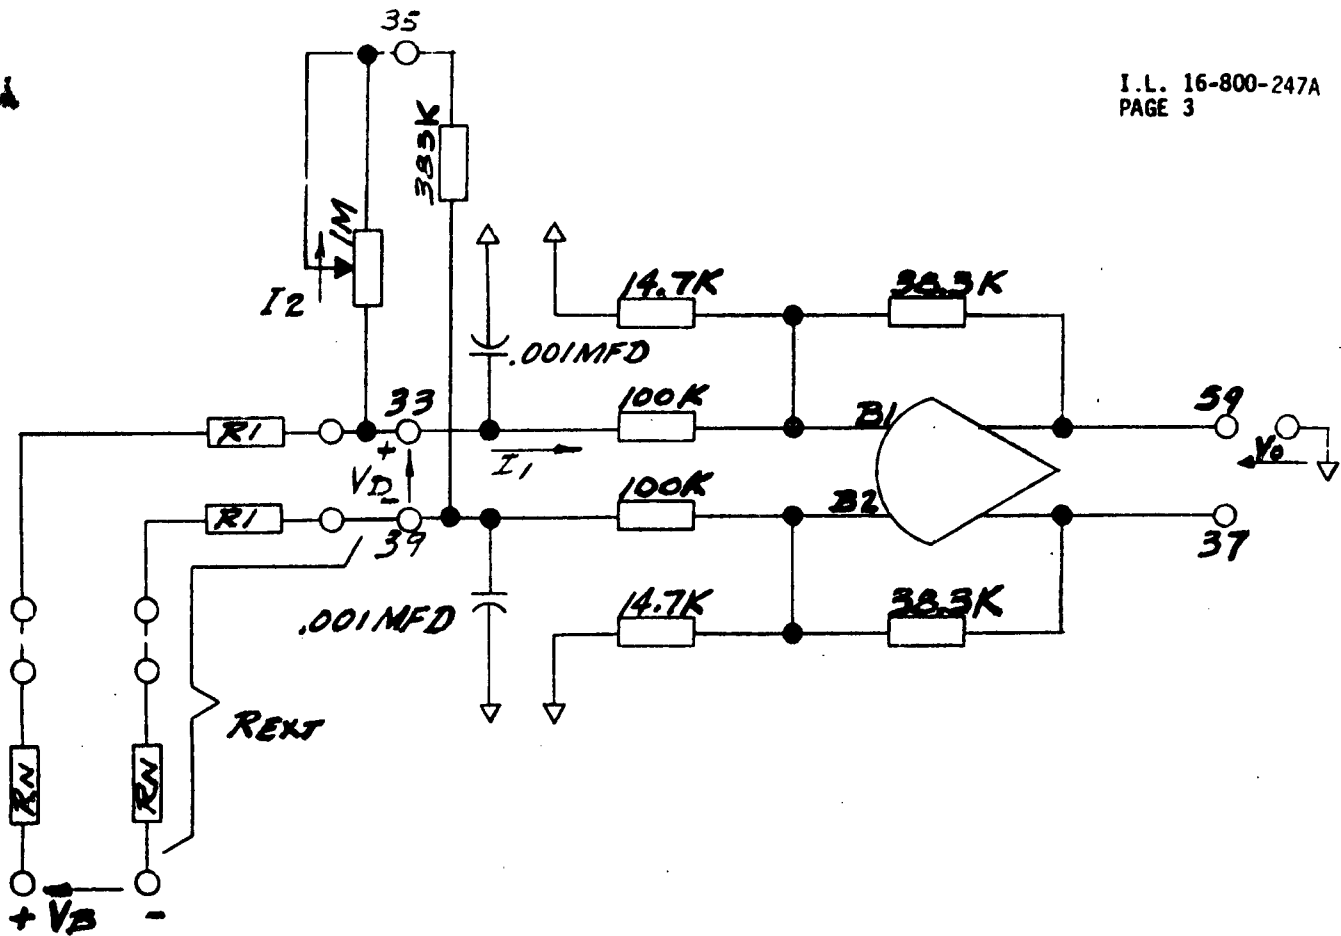 35
I.L. 16-800-247A
PAGE 3
383K
1M
I2
14.7K
38.3K
.001MFD
33
100K
B1
59
R1
+
I1
VD
V0
-
100K
B2
R1
39
37
.001MFD
14.7K
38.3K
REXT
RN
RN
+ VB -